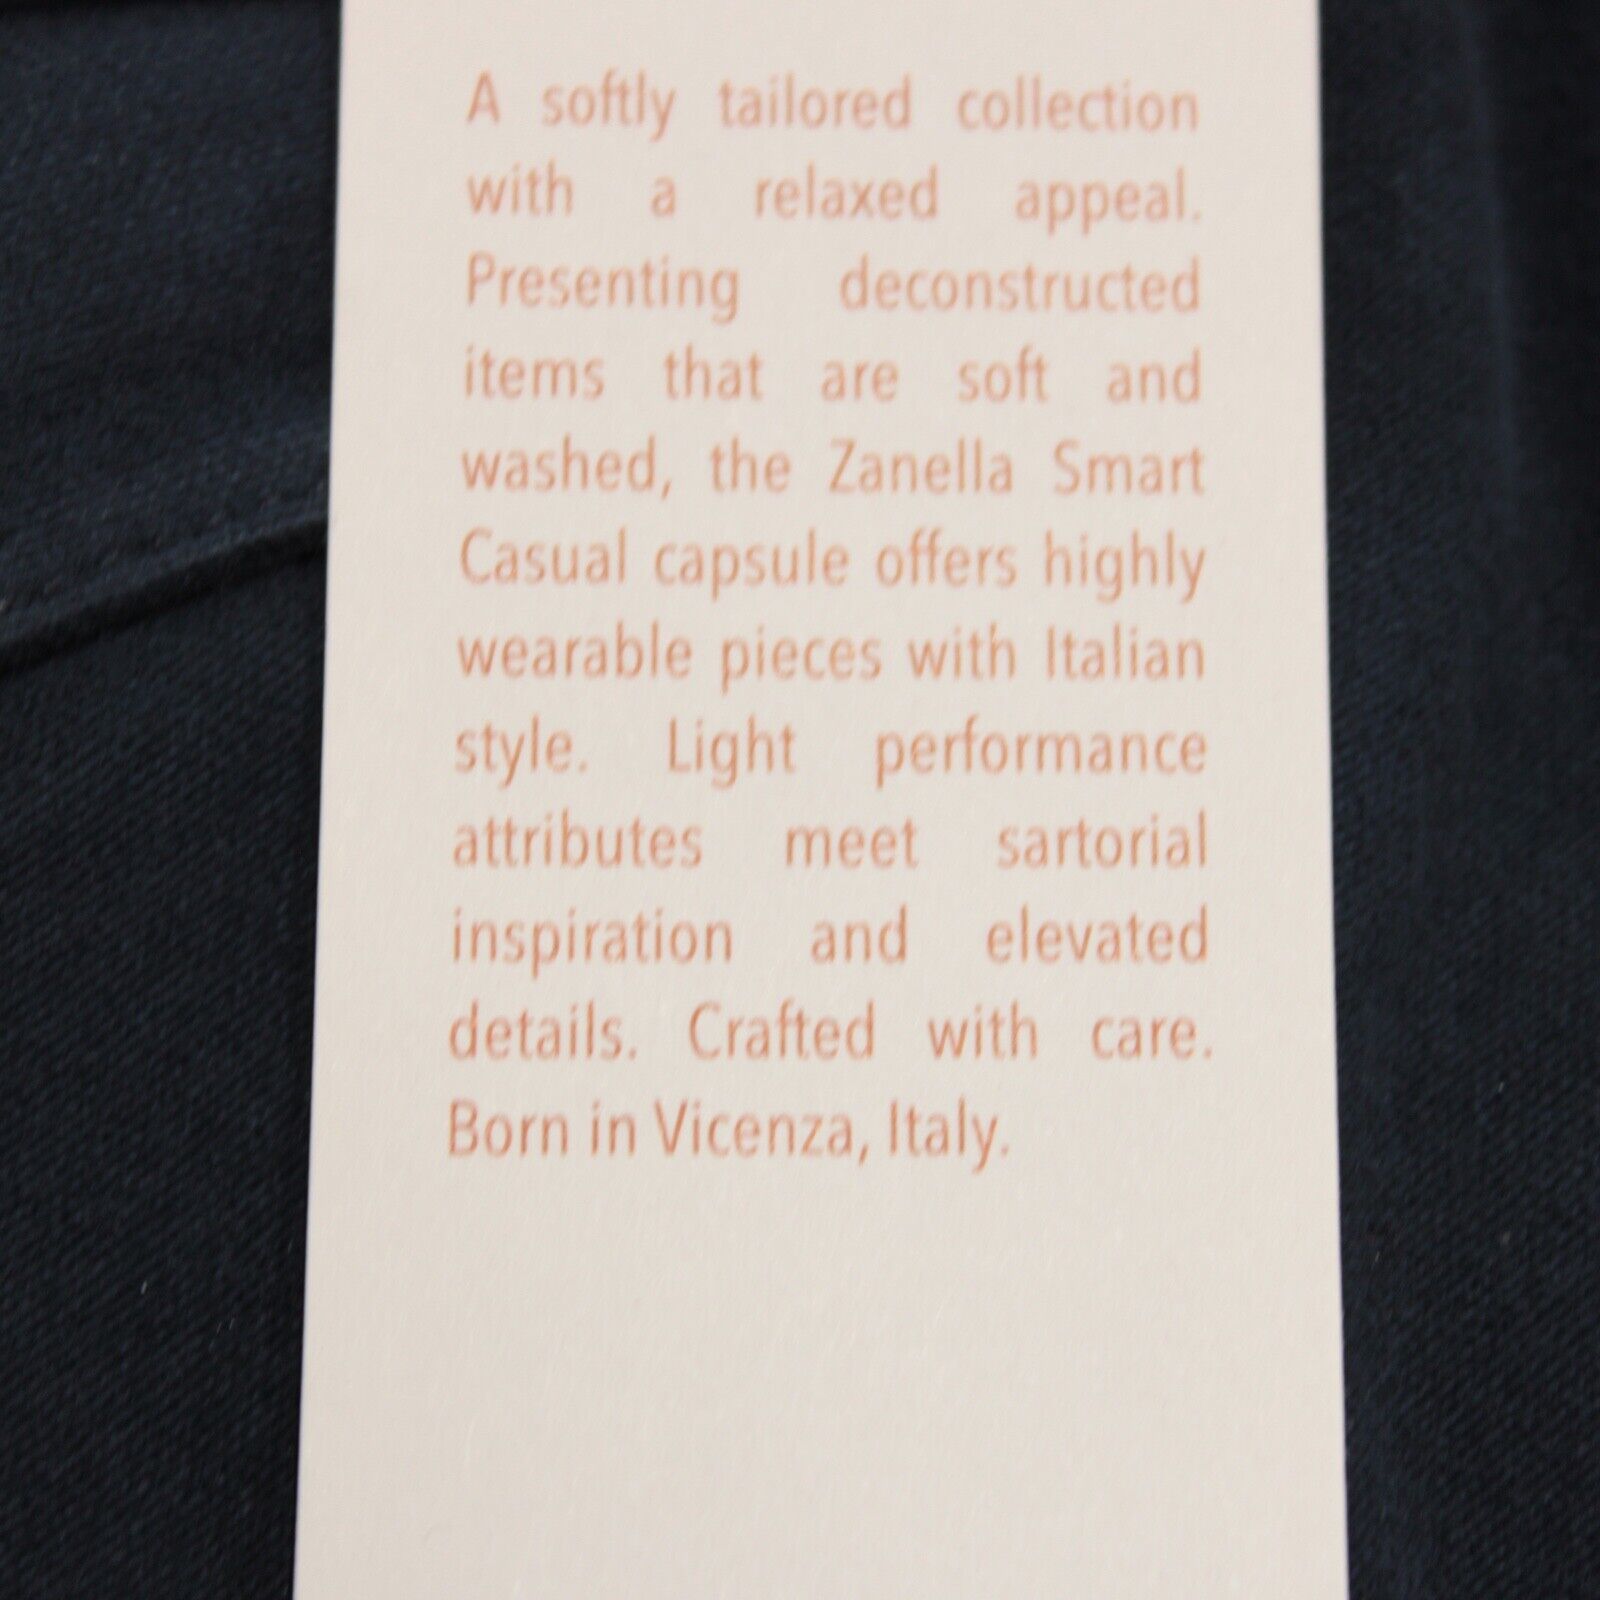 A softly tailored collection
with a relaxed appeal.
Presenting deconstructed
items that are soft and
washed, the Zanella Smart
Casual capsule offers highly
wearable pieces with Italian
style. Light performance
attributes meet sartorial
inspiration and elevated
details. Crafted with care.
Born in Vicenza, Italy.